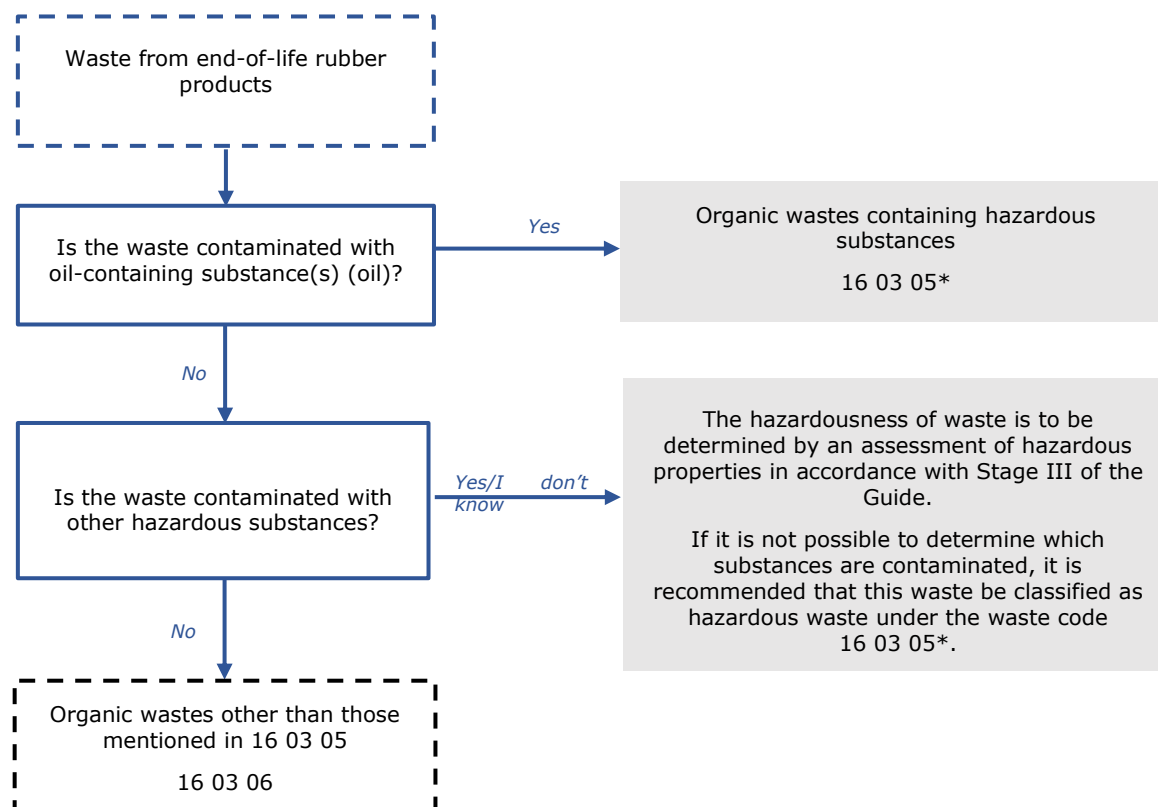 Waste from end-of-life rubber
products
Is the waste contaminated with
oil-containing substance(s) (oil)?
Yes
Organic wastes containing hazardous
substances
16 03 05*
No
Is the waste contaminated with
other hazardous substances?
Yes/I don't
know
The hazardousness of waste is to be
determined by an assessment of hazardous
properties in accordance with Stage III of the
Guide.
If it is not possible to determine which
substances are contaminated, it is
recommended that this waste be classified as
hazardous waste under the waste code
16 03 05*.
No
Organic wastes other than those
mentioned in 16 03 05
16 03 06